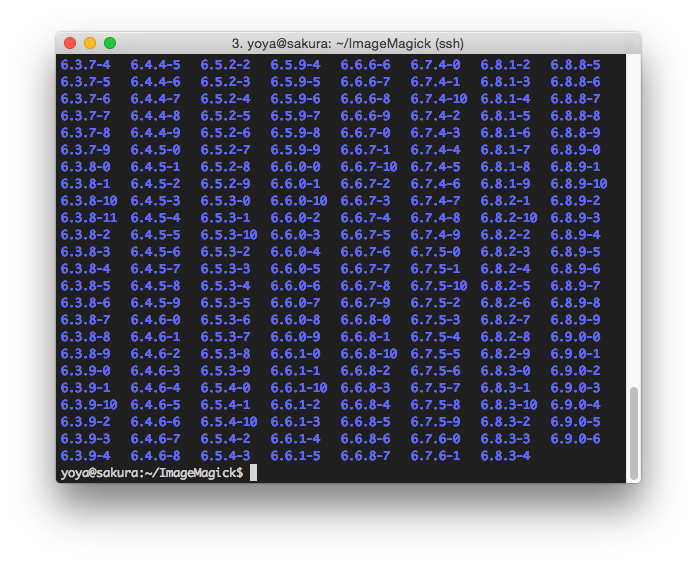 3. yoya@sakura: ~/ImageMagick (ssh)
6.3.7-4 6.4.4-5 6.5.2-2 6.5.9-4 6.6.6-6 6.7.4-0 6.8.1-2 6.8.8-5
6.3.7-5 6.4.4-6 6.5.2-3 6.5.9-5 6.6.6-7 6.7.4-1 6.8.1-3 6.8.8-6
6.3.7-6 6.4.4-7 6.5.2-4 6.5.9-6 6.6.6-8 6.7.4-10 6.8.1-4 6.8.8-7
6.3.7-7 6.4.4-8 6.5.2-5 6.5.9-7 6.6.6-9 6.7.4-2 6.8.1-5 6.8.8-8
6.3.7-8 6.4.4-9 6.5.2-6 6.5.9-8 6.6.7-0 6.7.4-3 6.8.1-6 6.8.8-9
6.3.7-9 6.4.5-0 6.5.2-7 6.5.9-9 6.6.7-1 6.7.4-4 6.8.1-7 6.8.9-0
6.3.8-0 6.4.5-1 6.5.2-8 6.6.0-0 6.6.7-10 6.7.4-5 6.8.1-8 6.8.9-1
6.3.8-1 6.4.5-2 6.5.2-9 6.6.0-1 6.6.7-2 6.7.4-6 6.8.1-9 6.8.9-10
6.3.8-10 6.4.5-3 6.5.3-0 6.6.0-10 6.6.7-3 6.7.4-7 6.8.2-1 6.8.9-2
6.3.8-11 6.4.5-4 6.5.3-1 6.6.0-2 6.6.7-4 6.7.4-8 6.8.2-10 6.8.9-3
6.3.8-2 6.4.5-5 6.5.3-10 6.6.0-3 6.6.7-5 6.7.4-9 6.8.2-2 6.8.9-4
6.3.8-3 6.4.5-6 6.5.3-2 6.6.0-4 6.6.7-6 6.7.5-0 6.8.2-3 6.8.9-5
6.3.8-4 6.4.5-7 6.5.3-3 6.6.0-5 6.6.7-7 6.7.5-1 6.8.2-4 6.8.9-6
6.3.8-5 6.4.5-8 6.5.3-4 6.6.0-6 6.6.7-8 6.7.5-10 6.8.2-5 6.8.9-7
6.3.8-6 6.4.5-9 6.5.3-5 6.6.0-7 6.6.7-9 6.7.5-2 6.8.2-6 6.8.9-8
6.3.8-7 6.4.6-0 6.5.3-6 6.6.0-8 6.6.8-0 6.7.5-3 6.8.2-7 6.8.9-9
6.3.8-8 6.4.6-1 6.5.3-7 6.6.0-9 6.6.8-1 6.7.5-4 6.8.2-8 6.9.0-0
6.3.8-9 6.4.6-2 6.5.3-8 6.6.1-0 6.6.8-10 6.7.5-5 6.8.2-9 6.9.0-1
6.3.9-0 6.4.6-3 6.5.3-9 6.6.1-1 6.6.8-2 6.7.5-6 6.8.3-0 6.9.0-2
6.3.9-1 6.4.6-4 6.5.4-0 6.6.1-10 6.6.8-3 6.7.5-7 6.8.3-1 6.9.0-3
6.3.9-10 6.4.6-5 6.5.4-1 6.6.1-2 6.6.8-4 6.7.5-8 6.8.3-10 6.9.0-4
6.3.9-2 6.4.6-6 6.5.4-10 6.6.1-3 6.6.8-5 6.7.5-9 6.8.3-2 6.9.0-5
6.3.9-3 6.4.6-7 6.5.4-2 6.6.1-4 6.6.8-6 6.7.6-0 6.8.3-3 6.9.0-6
6.3.9-4 6.4.6-8 6.5.4-3 6.6.1-5 6.6.8-7 6.7.6-1 6.8.3-4
yoya@sakura:~/ImageMagick$